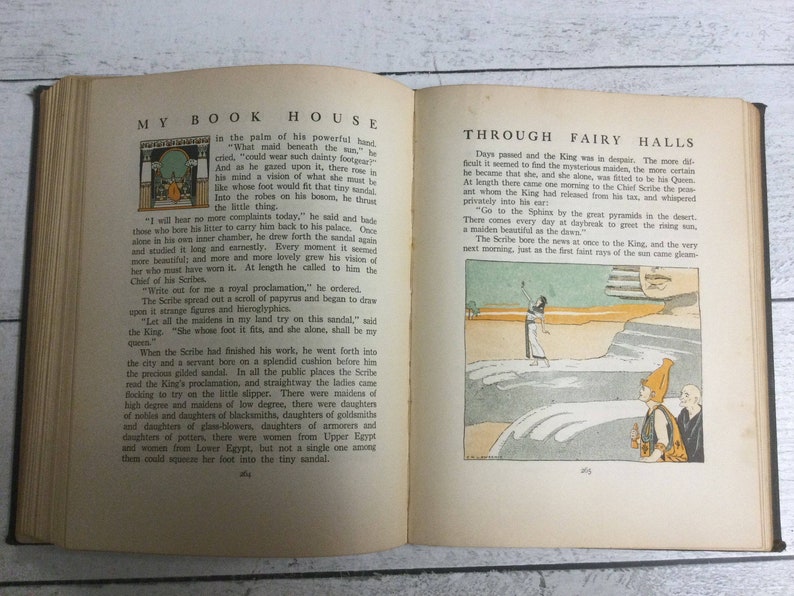 MY BOOK HOUSE
in the palm of his powerful hand.
"What maid beneath the sun," he
cried, "could wear such dainty footgear?"
And as he gazed upon it, there rose in
his mind a vision of what she must be
like whose foot would fit that tiny sandal.
Into the robes on his bosom, he thrust
the little thing.
"I will hear no more complaints today," he said and bade
those who bore his litter to carry him back to his palace. Once
alone in his own inner chamber, he drew forth the sandal again
and studied it long and earnestly. Every moment it seemed
more beautiful; and more and more lovely grew his vision of
her who must have worn it. At length he called to him the
Chief of his Scribes.
"Write out for me a royal proclamation," he ordered.
The Scribe spread out a scroll of papyrus and began to draw
upon it strange figures and hieroglyphics.
"Let all the maidens in my land try on this sandal," said
the King. "She whose foot it fits, and she alone, shall be my
queen."
When the Scribe had finished his work, he went forth into
the city and a servant bore on a splendid cushion before him
the precious gilded sandal. In all the public places the Scribe
read the King's proclamation, and straightway the ladies came
flocking to try on the little slipper. There were maidens of
high degree and maidens of low degree, there were daughters
of nobles and daughters of blacksmiths, daughters of goldsmiths
and daughters of glass-blowers, daughters of armorers and
daughters of potters, there were women from Upper Egypt
and women from Lower Egypt, but not a single one among
them could squeeze her foot into the tiny sandal.
264
THROUGH FAIRY HALLS
Days passed and the King was in despair. The more dif-
ficult it seemed to find the mysterious maiden, the more certain
he became that she, and she alone, was fitted to be his Queen.
At length there came one morning to the Chief Scribe the peas-
ant whom the King had released from his tax, and whispered
privately into his ear:
"Go to the Sphinx by the great pyramids in the desert.
There comes every day at daybreak to greet the rising sun,
a maiden beautiful as the dawn."
The Scribe bore the news at once to the King, and the very
next morning, just as the first faint rays of the sun came gleam-
265